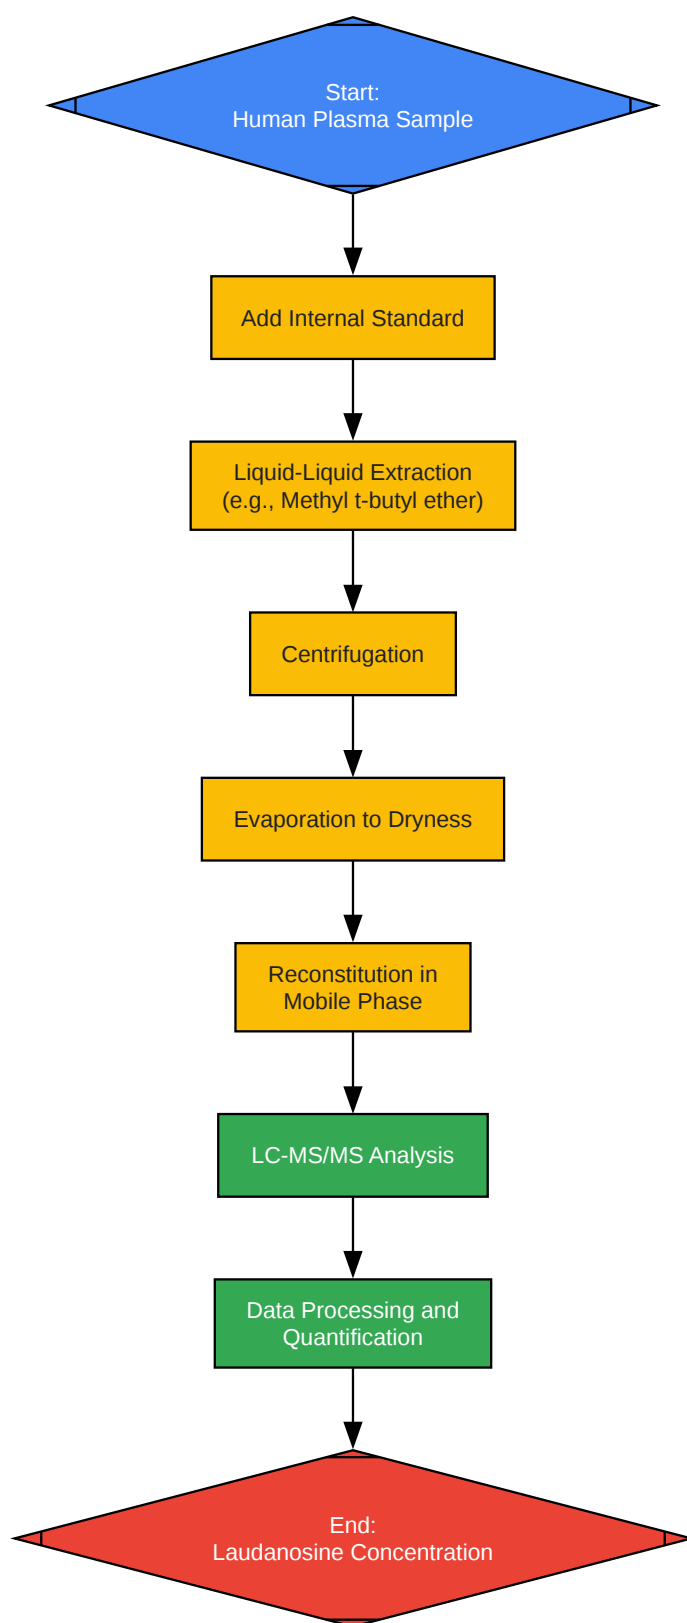 Start:
Human Plasma Sample
Add Internal Standard
Liquid-Liquid Extraction
(e.g., Methyl t-butyl ether)
Centrifugation
Evaporation to Dryness
Reconstitution in
Mobile Phase
LC-MS/MS Analysis
Data Processing and
Quantification
End:
Laudanosine Concentration